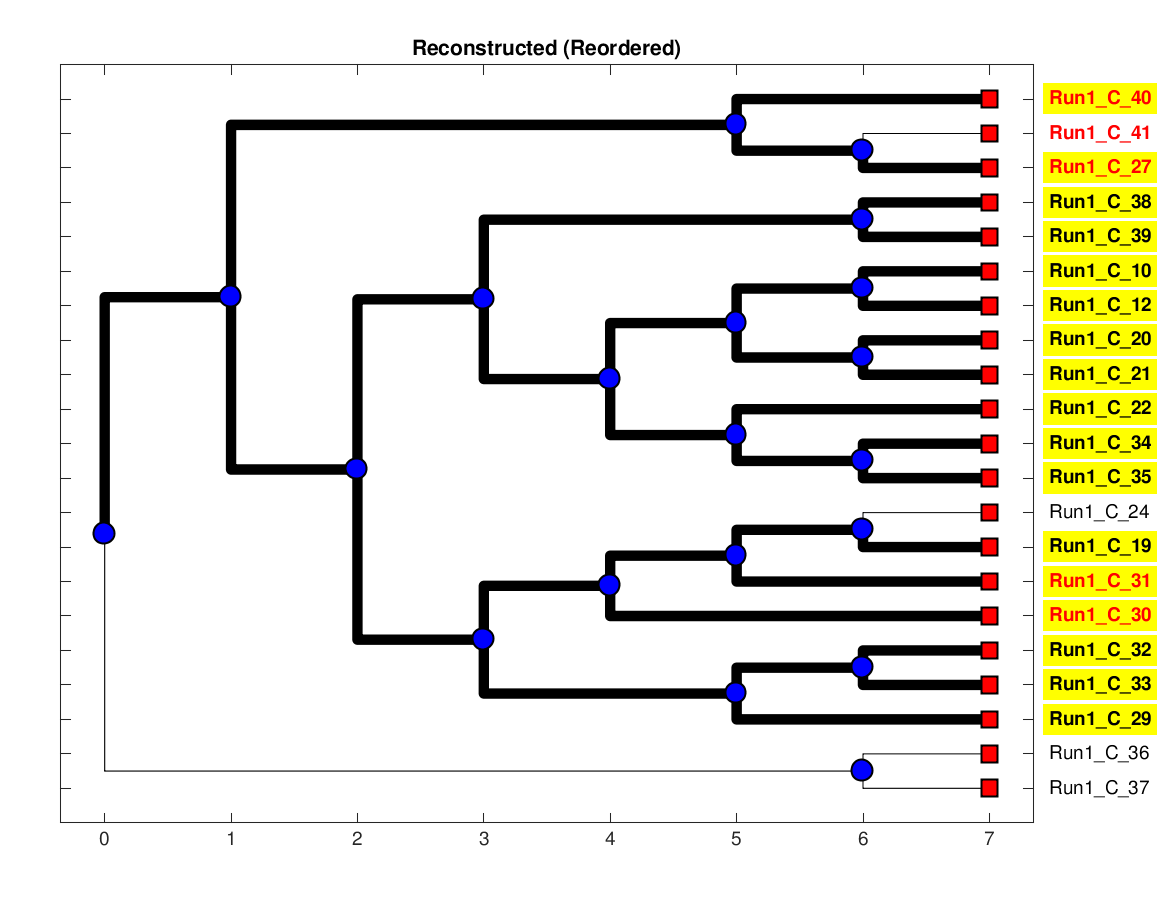 Reconstructed (Reordered)
Run1_C_40
Run1_C_41
Run1_C_27
Run1_C_38
Run1_C_39
Run1_C_10
Run1_C_12
Run1_C_20
Run1_C_21
Run1_C_22
Run1_C_34
Run1_C_35
Run1_C_24
Run1_C_19
Run1_C_31
Run1_C_30
Run1_C_32
Run1_C_33
Run1_C_29
Run1_C_36
Run1_C_37
0 1 2 3 4 5 6 7